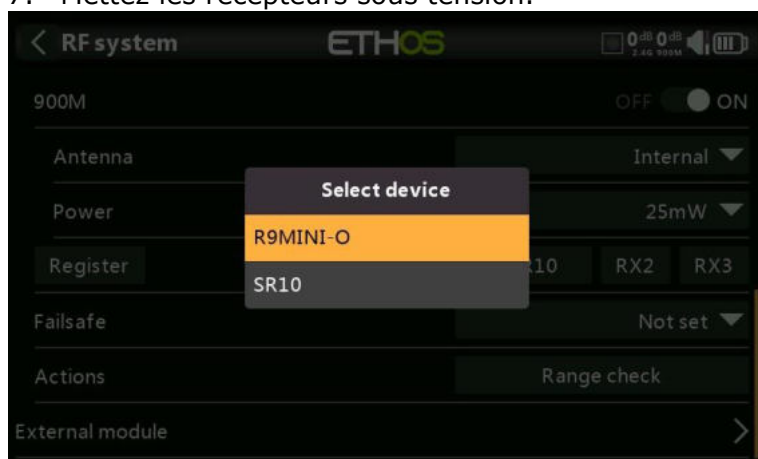 7. Mettez les récepteurs sous tension.
RF system
ETHOS
0dB 0dB
2.4G 900M
900M
OFF ON
Antenna
Internal
Select device
Power
25mW
R9MINI-O
Register
R10 RX2 RX3
SR10
Failsafe
Not set
Actions
Range check
External module